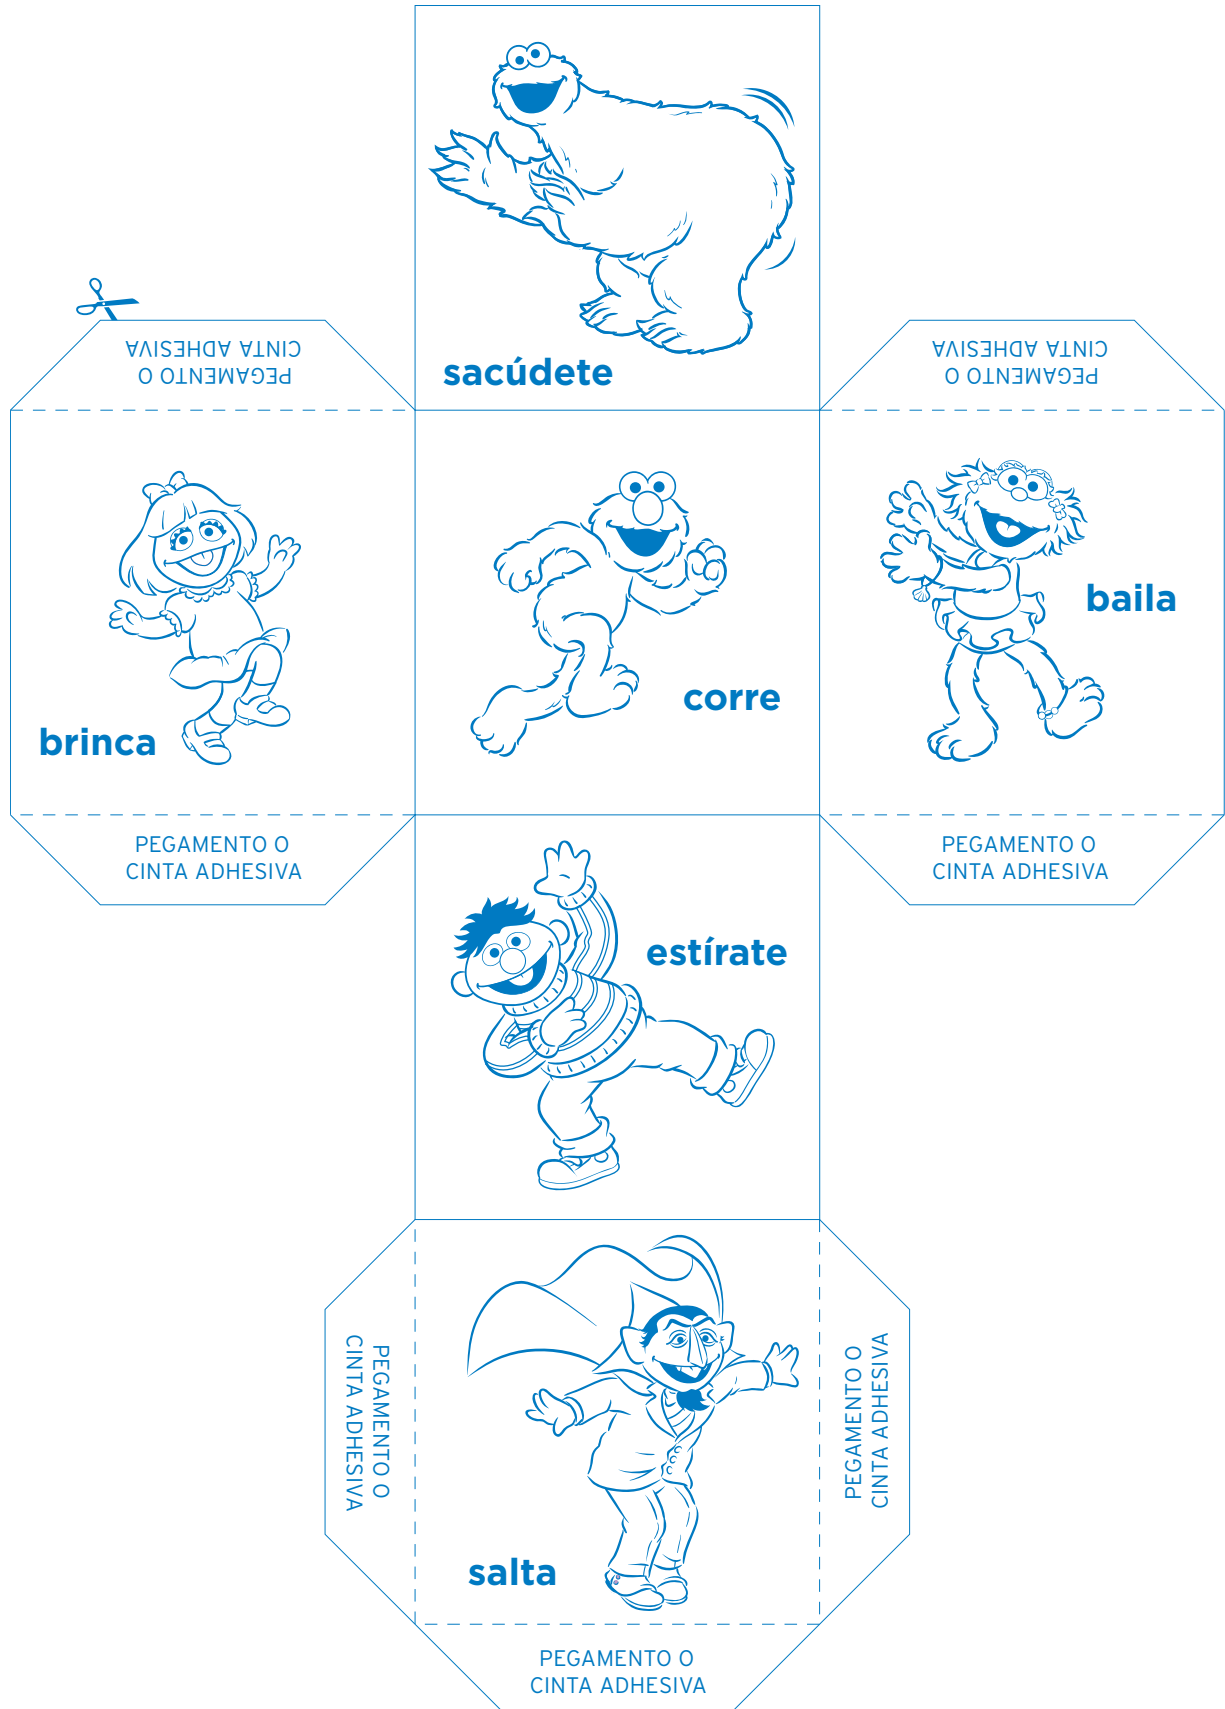 sacúdete
PEGAMENTO O
CINTA ADHESIVA
PEGAMENTO O
CINTA ADHESIVA
brinca
corre
baila
PEGAMENTO O
CINTA ADHESIVA
PEGAMENTO O
CINTA ADHESIVA
estírate
PEGAMENTO O
CINTA ADHESIVA
PEGAMENTO O
CINTA ADHESIVA
salta
PEGAMENTO O
CINTA ADHESIVA